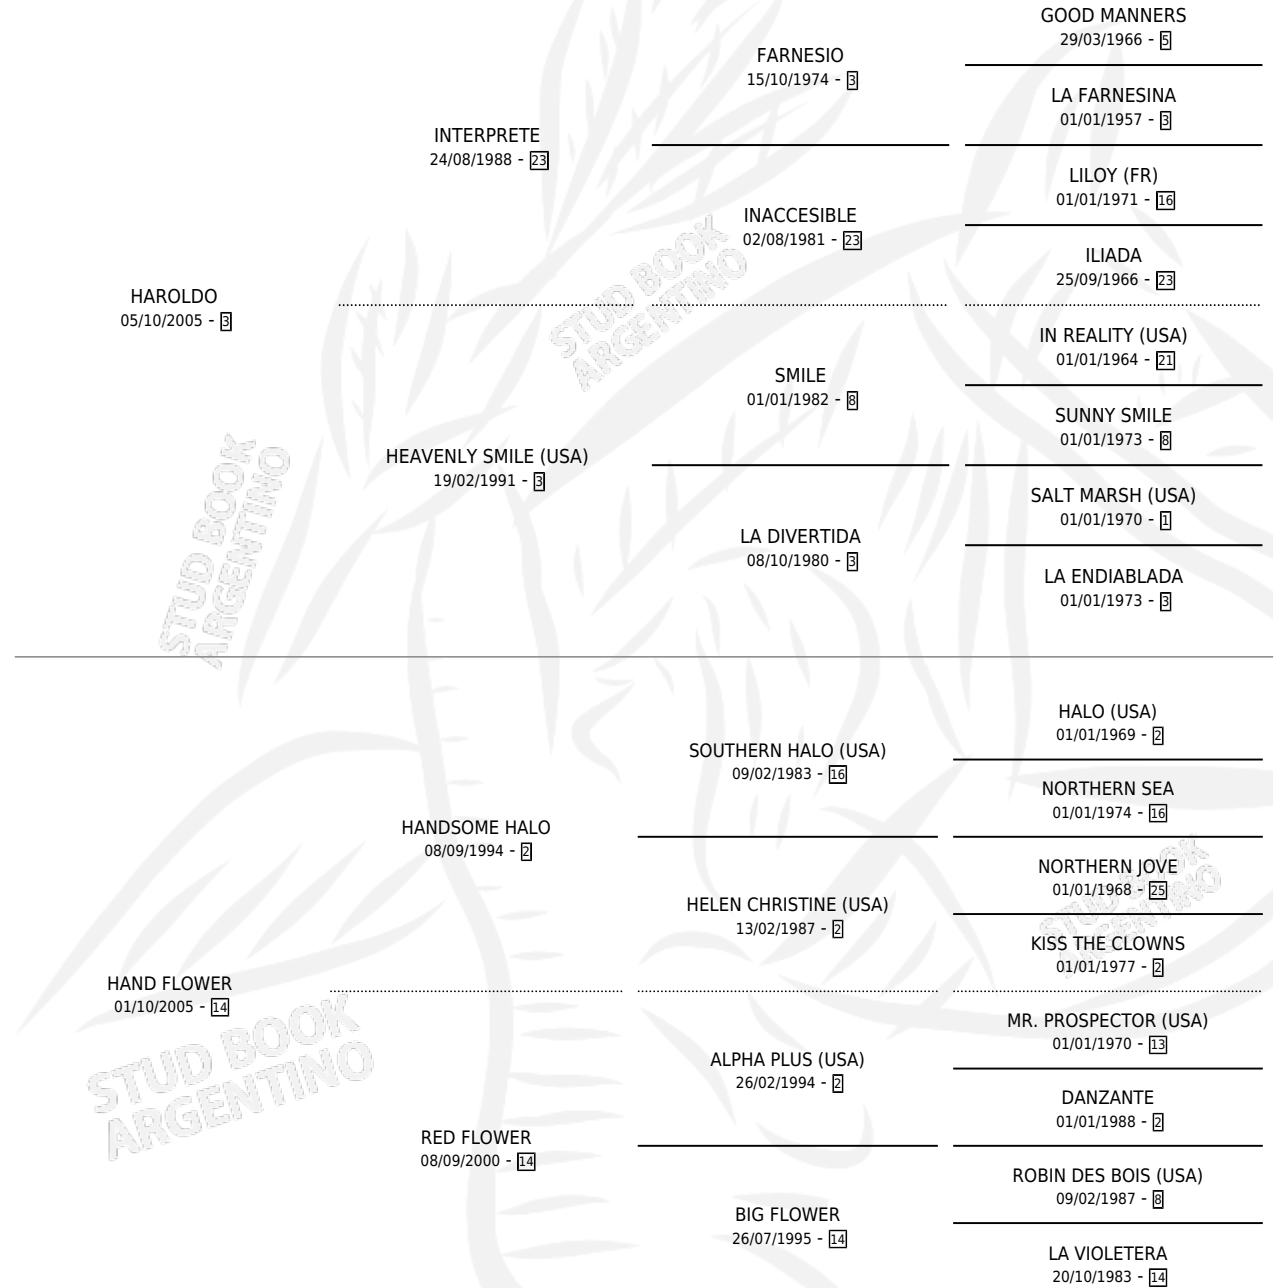 GOOD MANNERS
29/03/1966 - 5
FARNESIO
15/10/1974 - 3
LA FARNESINA
01/01/1957 - 3
INTERPRETE
24/08/1988 - 23
LILOY (FR)
01/01/1971 - 16
INACCESIBLE
02/08/1981 - 23
ILIADA
25/09/1966 - 23
HAROLDO
05/10/2005 - 3
IN REALITY (USA)
01/01/1964 - 21
SMILE
01/01/1982 - 8
SUNNY SMILE
01/01/1973 - 8
HEAVENLY SMILE (USA)
19/02/1991 - 3
SALT MARSH (USA)
01/01/1970 - 1
LA DIVERTIDA
08/10/1980 - 3
LA ENDIABLADA
01/01/1973 - 3
HALO (USA)
01/01/1969 - 2
SOUTHERN HALO (USA)
09/02/1983 - 16
NORTHERN SEA
01/01/1974 - 16
HANDSOME HALO
08/09/1994 - 2
NORTHERN JOVE
01/01/1968 - 25
HELEN CHRISTINE (USA)
13/02/1987 - 2
KISS THE CLOWNS
01/01/1977 - 2
HAND FLOWER
01/10/2005 - 14
MR. PROSPECTOR (USA)
01/01/1970 - 13
ALPHA PLUS (USA)
26/02/1994 - 2
DANZANTE
01/01/1988 - 2
RED FLOWER
08/09/2000 - 14
ROBIN DES BOIS (USA)
09/02/1987 - 8
BIG FLOWER
26/07/1995 - 14
LA VIOLETERA
20/10/1983 - 14
STUD BOOK
ARGENTINO
STUD BOOK
ARGENTINO
STUD BOOK
ARGENTINO
STUD BOOK
ARGENTINO